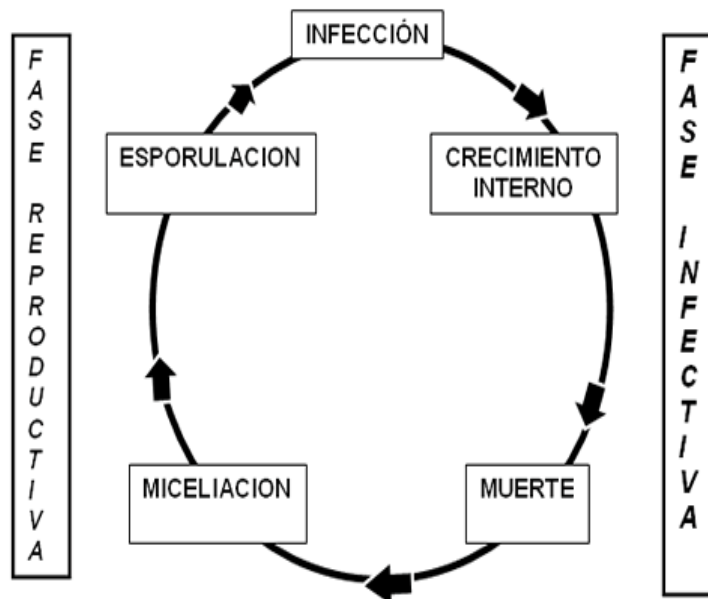 INFECCIÓN
FASE REPRODUCTIVA
FASE INFECTIVA
ESPORULACION
CRECIMIENTO
INTERNO
MICELIACION
MUERTE